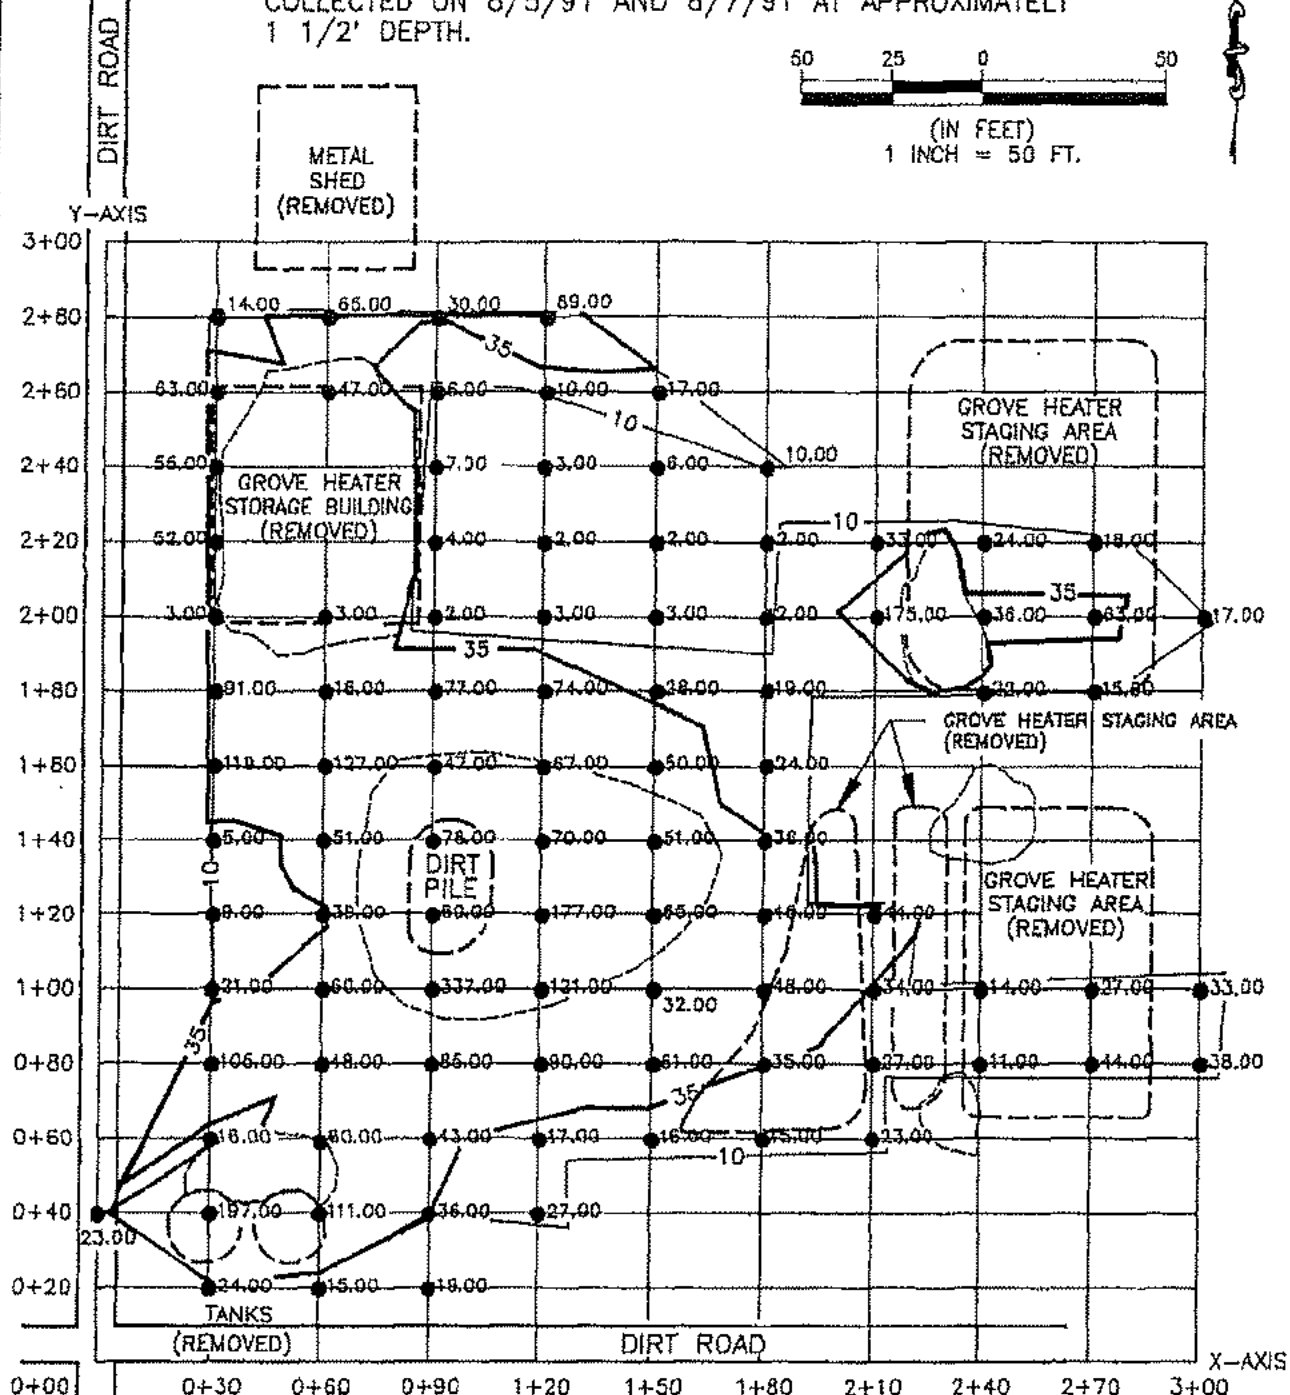 COLLECTED ON 8/5/91 AND 8/7/91 AT APPROXIMATELY
1 1/2' DEPTH.
DIRT ROAD
50 25 0 50
(IN FEET)
1 INCH = 50 FT.
METAL
SHED
(REMOVED)
Y-AXIS
3+00
2+80 14.00 66.00 30.00 89.00
35
2+60 63.00 47.00 6.00 10.00 17.00
10
GROVE HEATER
STAGING AREA
(REMOVED)
2+40 56.00 7.00 3.00 6.00 10.00
GROVE HEATER
STORAGE BUILDING
(REMOVED)
10
2+20 52.00 4.00 2.00 2.00 2.00 33.00 24.00 18.00
35
2+00 3.00 3.00 2.00 3.00 3.00 2.00 175.00 36.00 63.00 17.00
35
1+80 91.00 16.00 77.00 74.00 28.00 19.00 15.00
GROVE HEATER STAGING AREA
(REMOVED)
1+60 119.00 127.00 47.00 67.00 50.00 24.00
1+40 5.00 51.00 78.00 70.00 51.00 36.00
10
DIRT
PILE
GROVE HEATER
STAGING AREA
(REMOVED)
1+20 9.00 39.00 60.00 177.00 65.00 46.00
1+00 21.00 60.00 337.00 121.00 32.00 48.00 34.00 14.00 27.00 33.00
35
0+80 106.00 48.00 86.00 90.00 61.00 35.00 27.00 11.00 44.00 38.00
35
0+60 16.00 60.00 43.00 17.00 16.00 15.00 23.00
10
0+40 23.00 197.00 111.00 36.00 27.00
0+20 24.00 15.00 19.00
TANKS
(REMOVED)
DIRT ROAD
X-AXIS
0+00 0+30 0+60 0+90 1+20 1+50 1+80 2+10 2+40 2+70 3+00